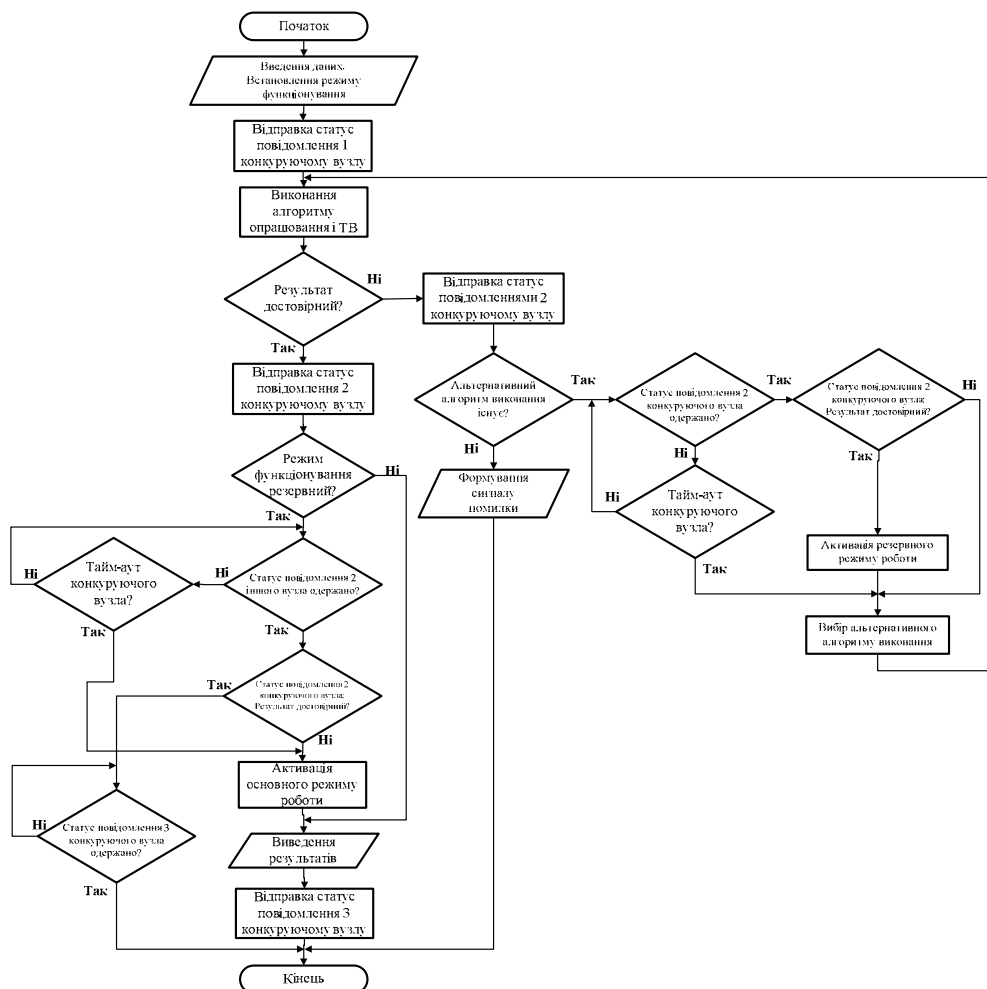 Початок
Введення даних.
Встановлення режиму
функціонування
Відправка статус
повідомлення 1
конкуруючому вузлу
Виконання
алгоритму
опрацювання і ТВ
Результат
достовірний?
Ні
Так
Відправка статус
повідомленнями 2
конкуруючому вузлу
Відправка статус
повідомлення 2
конкуруючому вузлу
Альтернативний
алгоритм виконання
існує?
Так
Ні
Статус повідомлення 2
конкуруючого вузла
одержано?
Так
Ні
Статус повідомлення 2
конкуруючого вузла:
Результат достовірний?
Ні
Так
Режим
функціонування
резервний?
Ні
Так
Формування
сигналу
помилки
Тайм-аут
конкуруючого
вузла?
Ні
Так
Активація резервного
режиму роботи
Вибір альтернативного
алгоритму виконання
Тайм-аут
конкуруючого
вузла?
Ні
Так
Статус повідомлення 2
іншого вузла одержано?
Ні
Так
Статус повідомлення 2
конкуруючого вузла:
Результат достовірний?
Так
Ні
Активація
основного режиму
роботи
Статус повідомлення 3
конкуруючого вузла
одержано?
Ні
Так
Виведення
результатів
Відправка статус
повідомлення 3
конкуруючому вузлу
Кінець